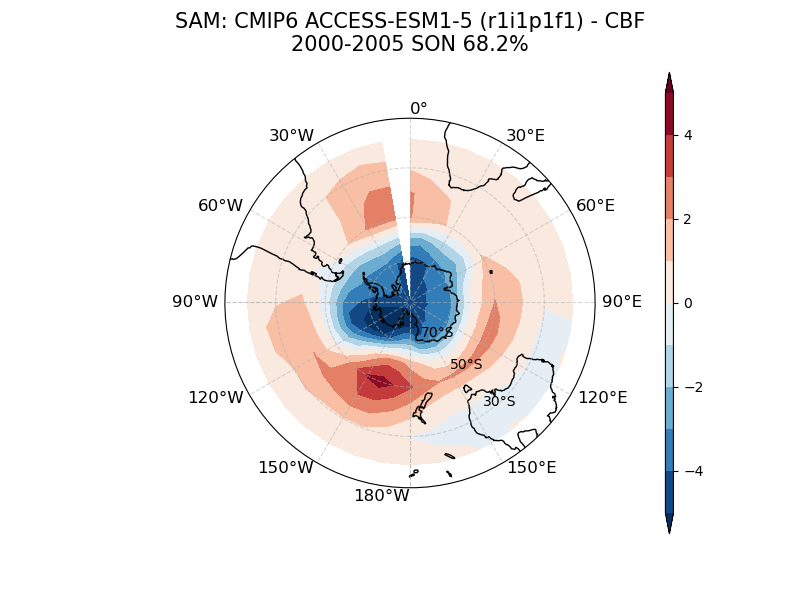 SAM: CMIP6 ACCESS-ESM1-5 (r1i1p1f1) - CBF
2000-2005 SON 68.2%
0°
30°W
30°E
60°W
60°E
90°W
90°E
70°S
50°S
30°S
120°W
120°E
150°W
150°E
180°W
4
2
0
−2
−4